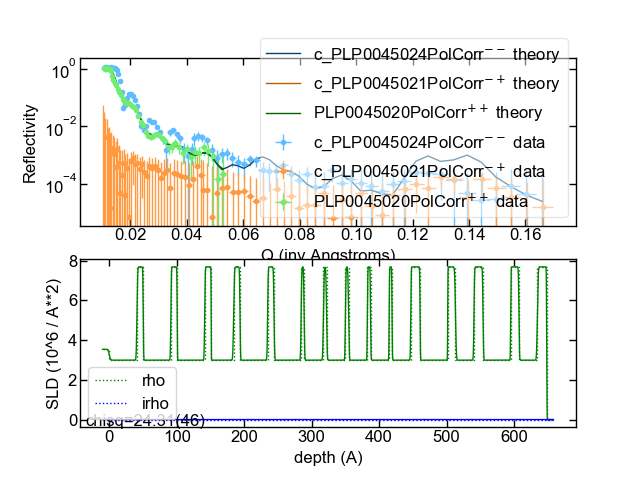 c_PLP0045024PolCorr−− theory
c_PLP0045021PolCorr−+ theory
PLP0045020PolCorr++ theory
c_PLP0045024PolCorr−− data
c_PLP0045021PolCorr−+ data
PLP0045020PolCorr++ data
Reflectivity
10^0
10^−2
10^−4
0.02 0.04 0.06 0.08 0.10 0.12 0.14 0.16
Q (inv Angstroms)
SLD (10^6 / A**2)
8
6
4
2
0
rho
irho
chisq=24.31(46)
0 100 200 300 400 500 600
depth (A)